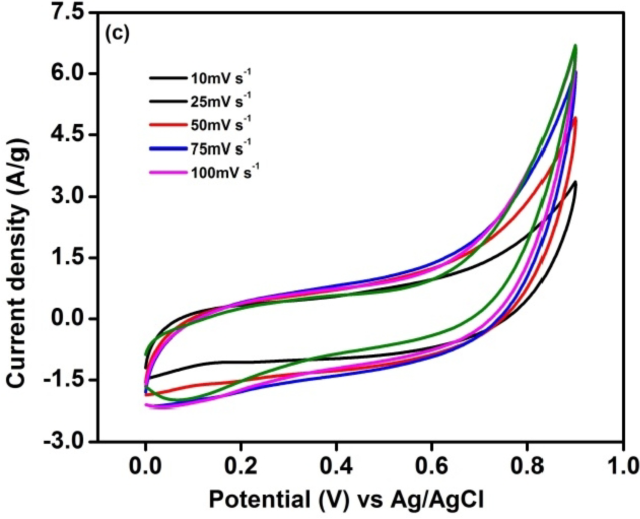 (c)
10mV s⁻¹
25mV s⁻¹
50mV s⁻¹
75mV s⁻¹
100mV s⁻¹
Current density (A/g)
7.5
6.0
4.5
3.0
1.5
0.0
-1.5
-3.0
0.0 0.2 0.4 0.6 0.8 1.0
Potential (V) vs Ag/AgCl